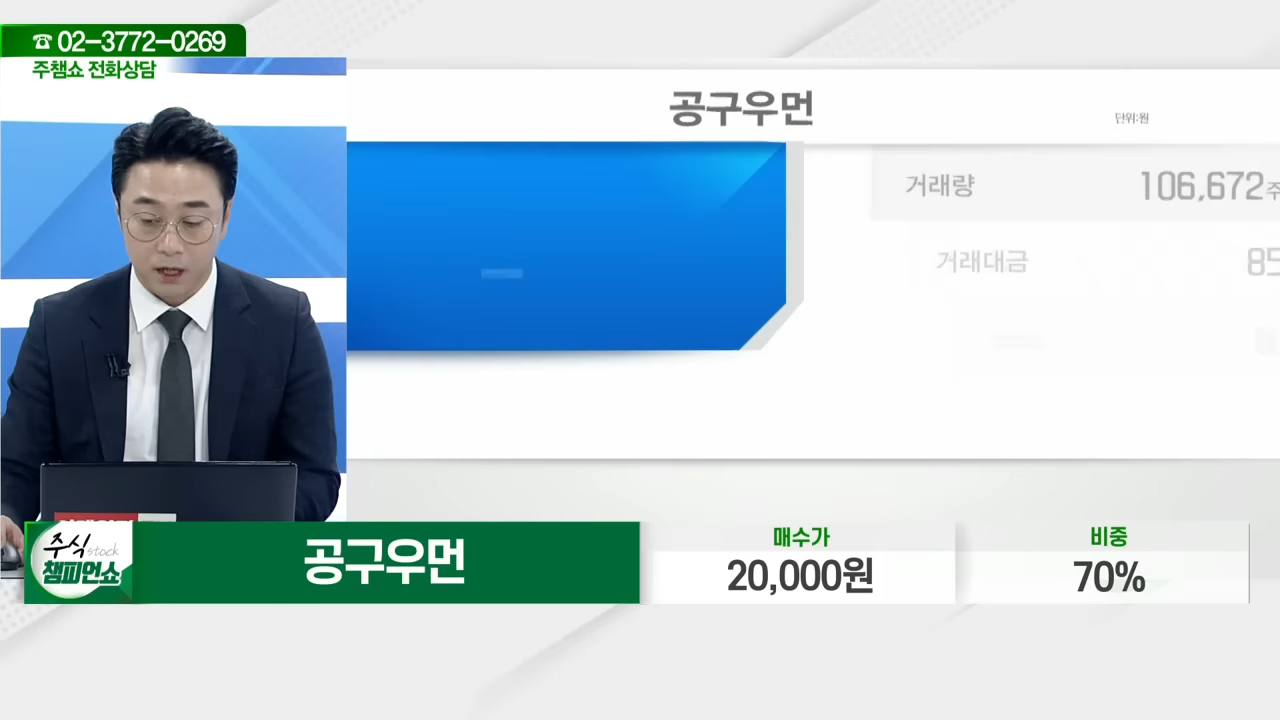 ☎ 02-3772-0269
주챔쇼 전화상담
공구우먼
단위:원
거래량 106,672주
거래대금 85
주식 stock
챔피언쇼
공구우먼
매수가
20,000원
비중
70%